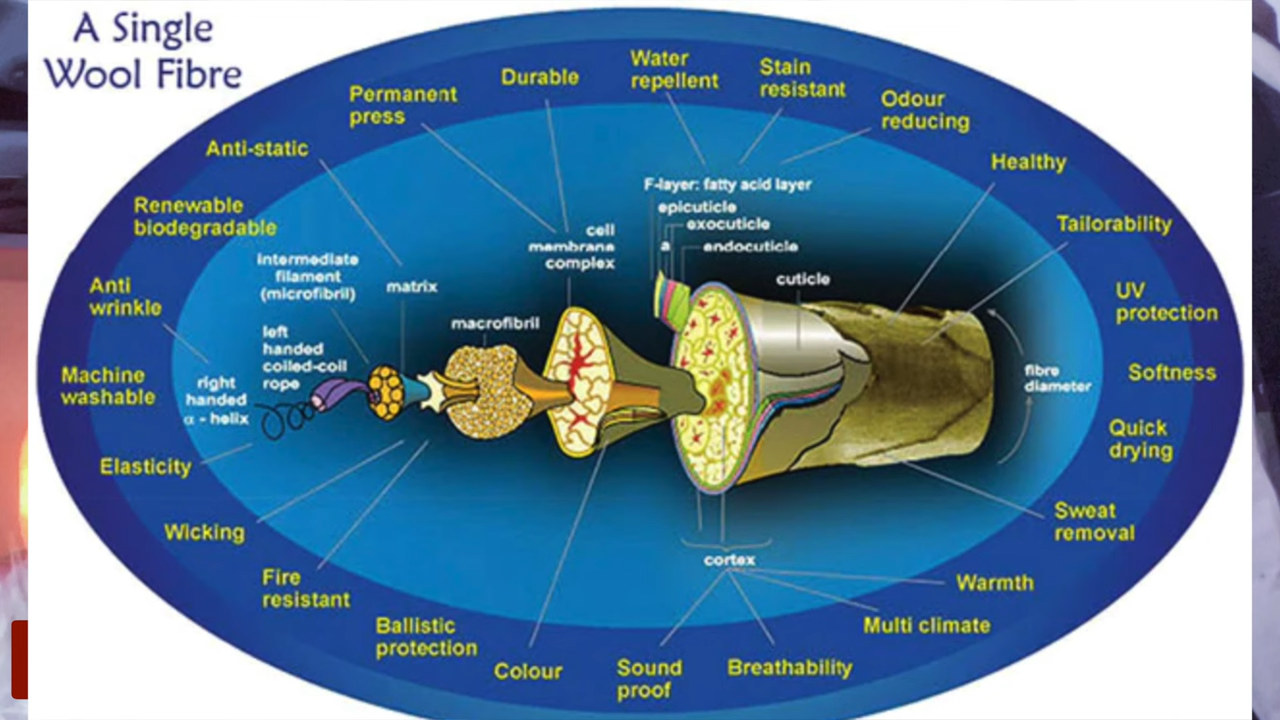 A Single
Wool Fibre
Durable
Water
repellent
Stain
resistant
Permanent
press
Odour
reducing
Anti-static
Healthy
F-layer: fatty acid layer
epicuticle
exocuticle
a
endocuticle
Renewable
biodegradable
Tailorability
cell
membrane
complex
intermediate
filament
(microfibril)
matrix
cuticle
Anti
wrinkle
UV
protection
macrofibril
left
handed
coiled-coil
rope
right
handed
α - helix
fibre
diameter
Machine
washable
Softness
Quick
drying
Elasticity
Wicking
Sweat
removal
cortex
Fire
resistant
Warmth
Ballistic
protection
Multi climate
Colour
Sound
proof
Breathability